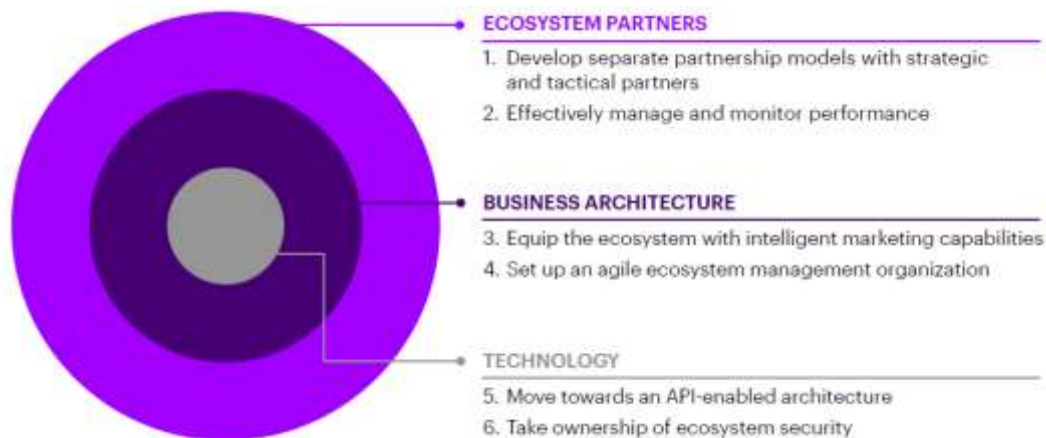 ECOSYSTEM PARTNERS
1. Develop separate partnership models with strategic
and tactical partners
2. Effectively manage and monitor performance
BUSINESS ARCHITECTURE
3. Equip the ecosystem with intelligent marketing capabilities
4. Set up an agile ecosystem management organization
TECHNOLOGY
5. Move towards an API-enabled architecture
6. Take ownership of ecosystem security